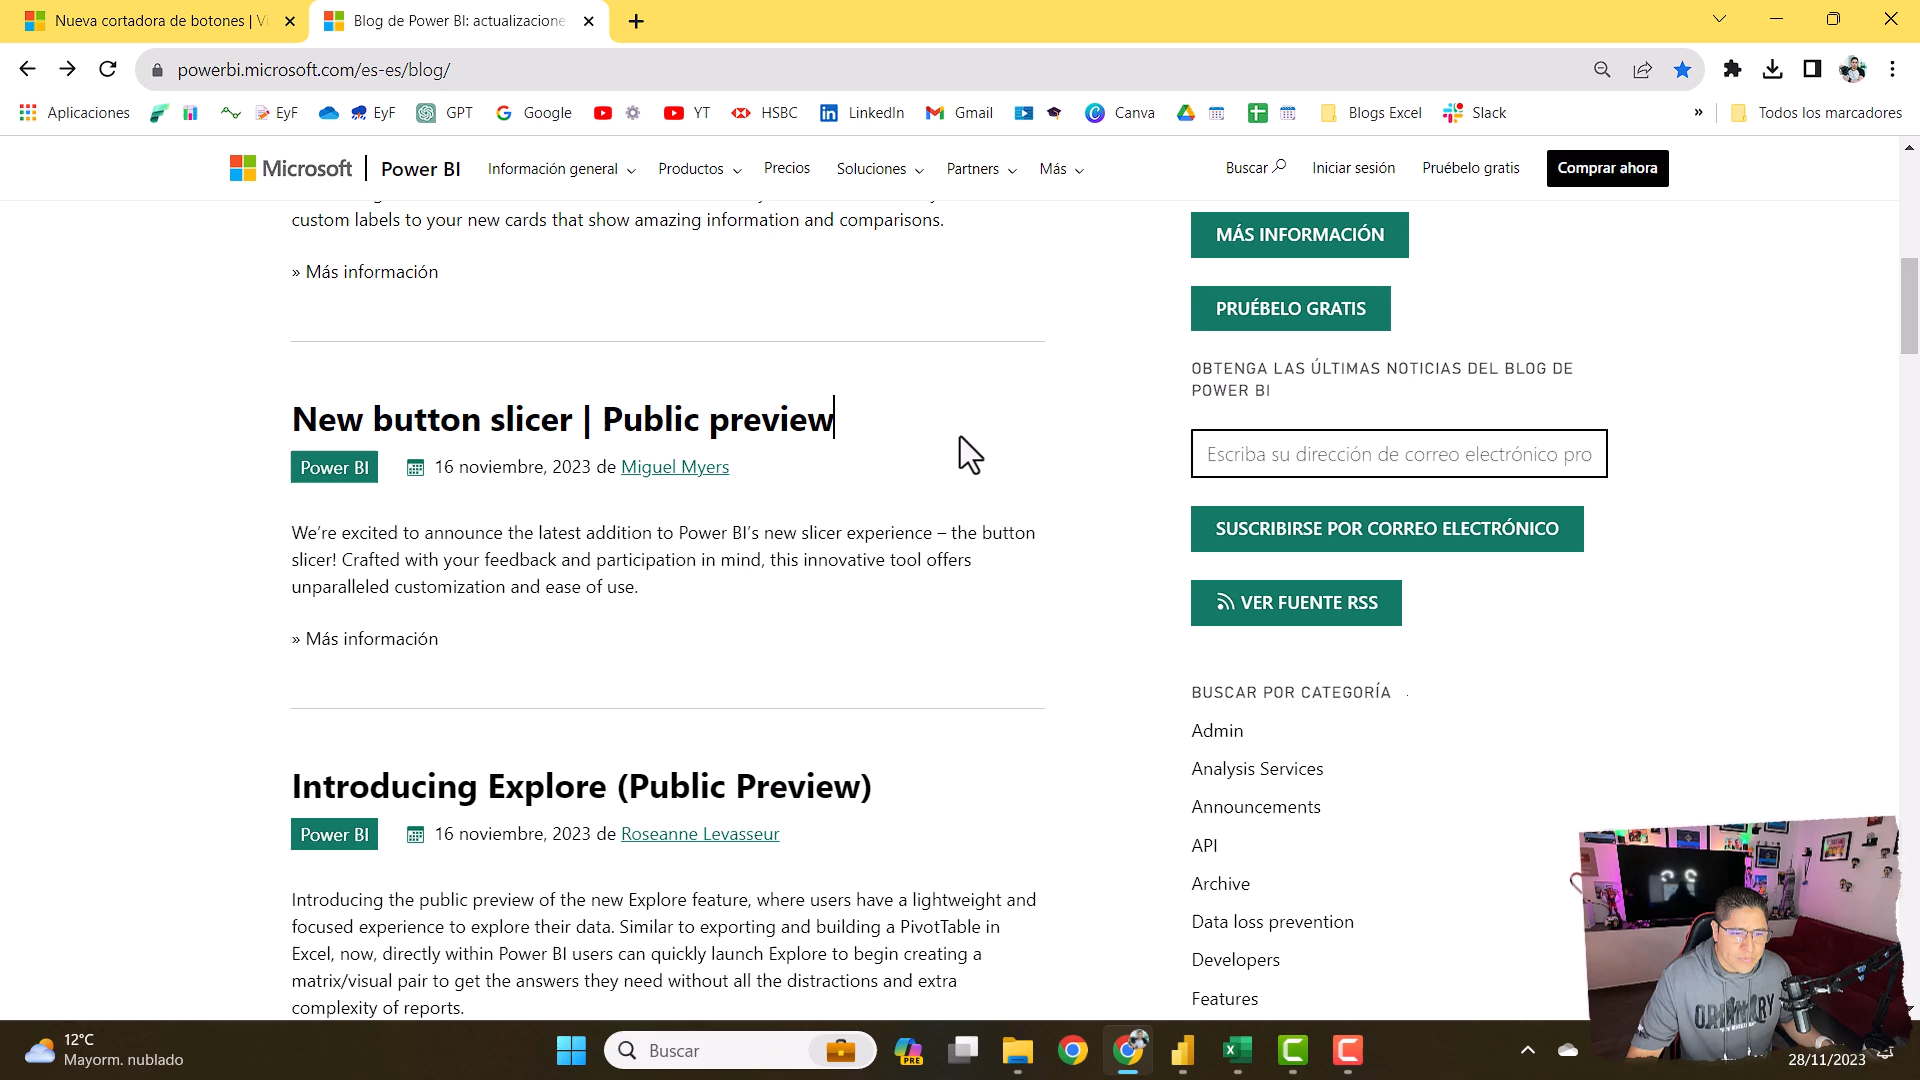 Nueva cortadora de botones | Vi
Blog de Power BI: actualizacione
powerbi.microsoft.com/es-es/blog/
Aplicaciones
EyF
EyF
GPT
Google
YT
HSBC
LinkedIn
Gmail
Canva
Blogs Excel
Slack
»
Todos los marcadores
Microsoft
Power BI
Información general
Productos
Precios
Soluciones
Partners
Más
Buscar
Iniciar sesión
Pruébelo gratis
Comprar ahora
custom labels to your new cards that show amazing information and comparisons.
» Más información
New button slicer | Public preview
Power BI
16 noviembre, 2023 de Miguel Myers
We’re excited to announce the latest addition to Power BI’s new slicer experience – the button
slicer! Crafted with your feedback and participation in mind, this innovative tool offers
unparalleled customization and ease of use.
» Más información
Introducing Explore (Public Preview)
Power BI
16 noviembre, 2023 de Roseanne Levasseur
Introducing the public preview of the new Explore feature, where users have a lightweight and
focused experience to explore their data. Similar to exporting and building a PivotTable in
Excel, now, directly within Power BI users can quickly launch Explore to begin creating a
matrix/visual pair to get the answers they need without all the distractions and extra
complexity of reports.
MÁS INFORMACIÓN
PRUÉBELO GRATIS
OBTENGA LAS ÚLTIMAS NOTICIAS DEL BLOG DE
POWER BI
Escriba su dirección de correo electrónico pro
SUSCRIBIRSE POR CORREO ELECTRÓNICO
VER FUENTE RSS
BUSCAR POR CATEGORÍA
Admin
Analysis Services
Announcements
API
Archive
Data loss prevention
Developers
Features
12°C
Mayorm. nublado
Buscar
PRE
28/11/2023